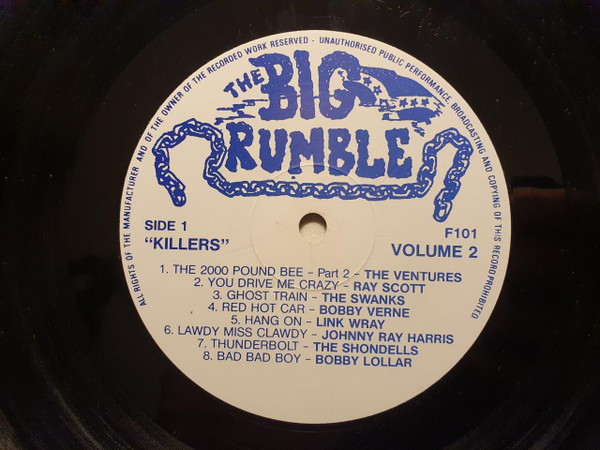 ALL RIGHTS OF THE MANUFACTURER AND OF THE OWNER OF THE RECORDED WORK RESERVED - UNAUTHORISED PUBLIC PERFORMANCE BROADCASTING AND COPYING OF THIS RECORD PROHIBITED
THE BIG
RUMBLE
SIDE 1
"KILLERS"
F101
VOLUME 2
1. THE 2000 POUND BEE - Part 2 - THE VENTURES
2. YOU DRIVE ME CRAZY - RAY SCOTT
3. GHOST TRAIN - THE SWANKS
4. RED HOT CAR - BOBBY VERNE
5. HANG ON - LINK WRAY
6. LAWDY MISS CLAWDY - JOHNNY RAY HARRIS
7. THUNDERBOLT - THE SHONDELLS
8. BAD BAD BOY - BOBBY LOLLAR